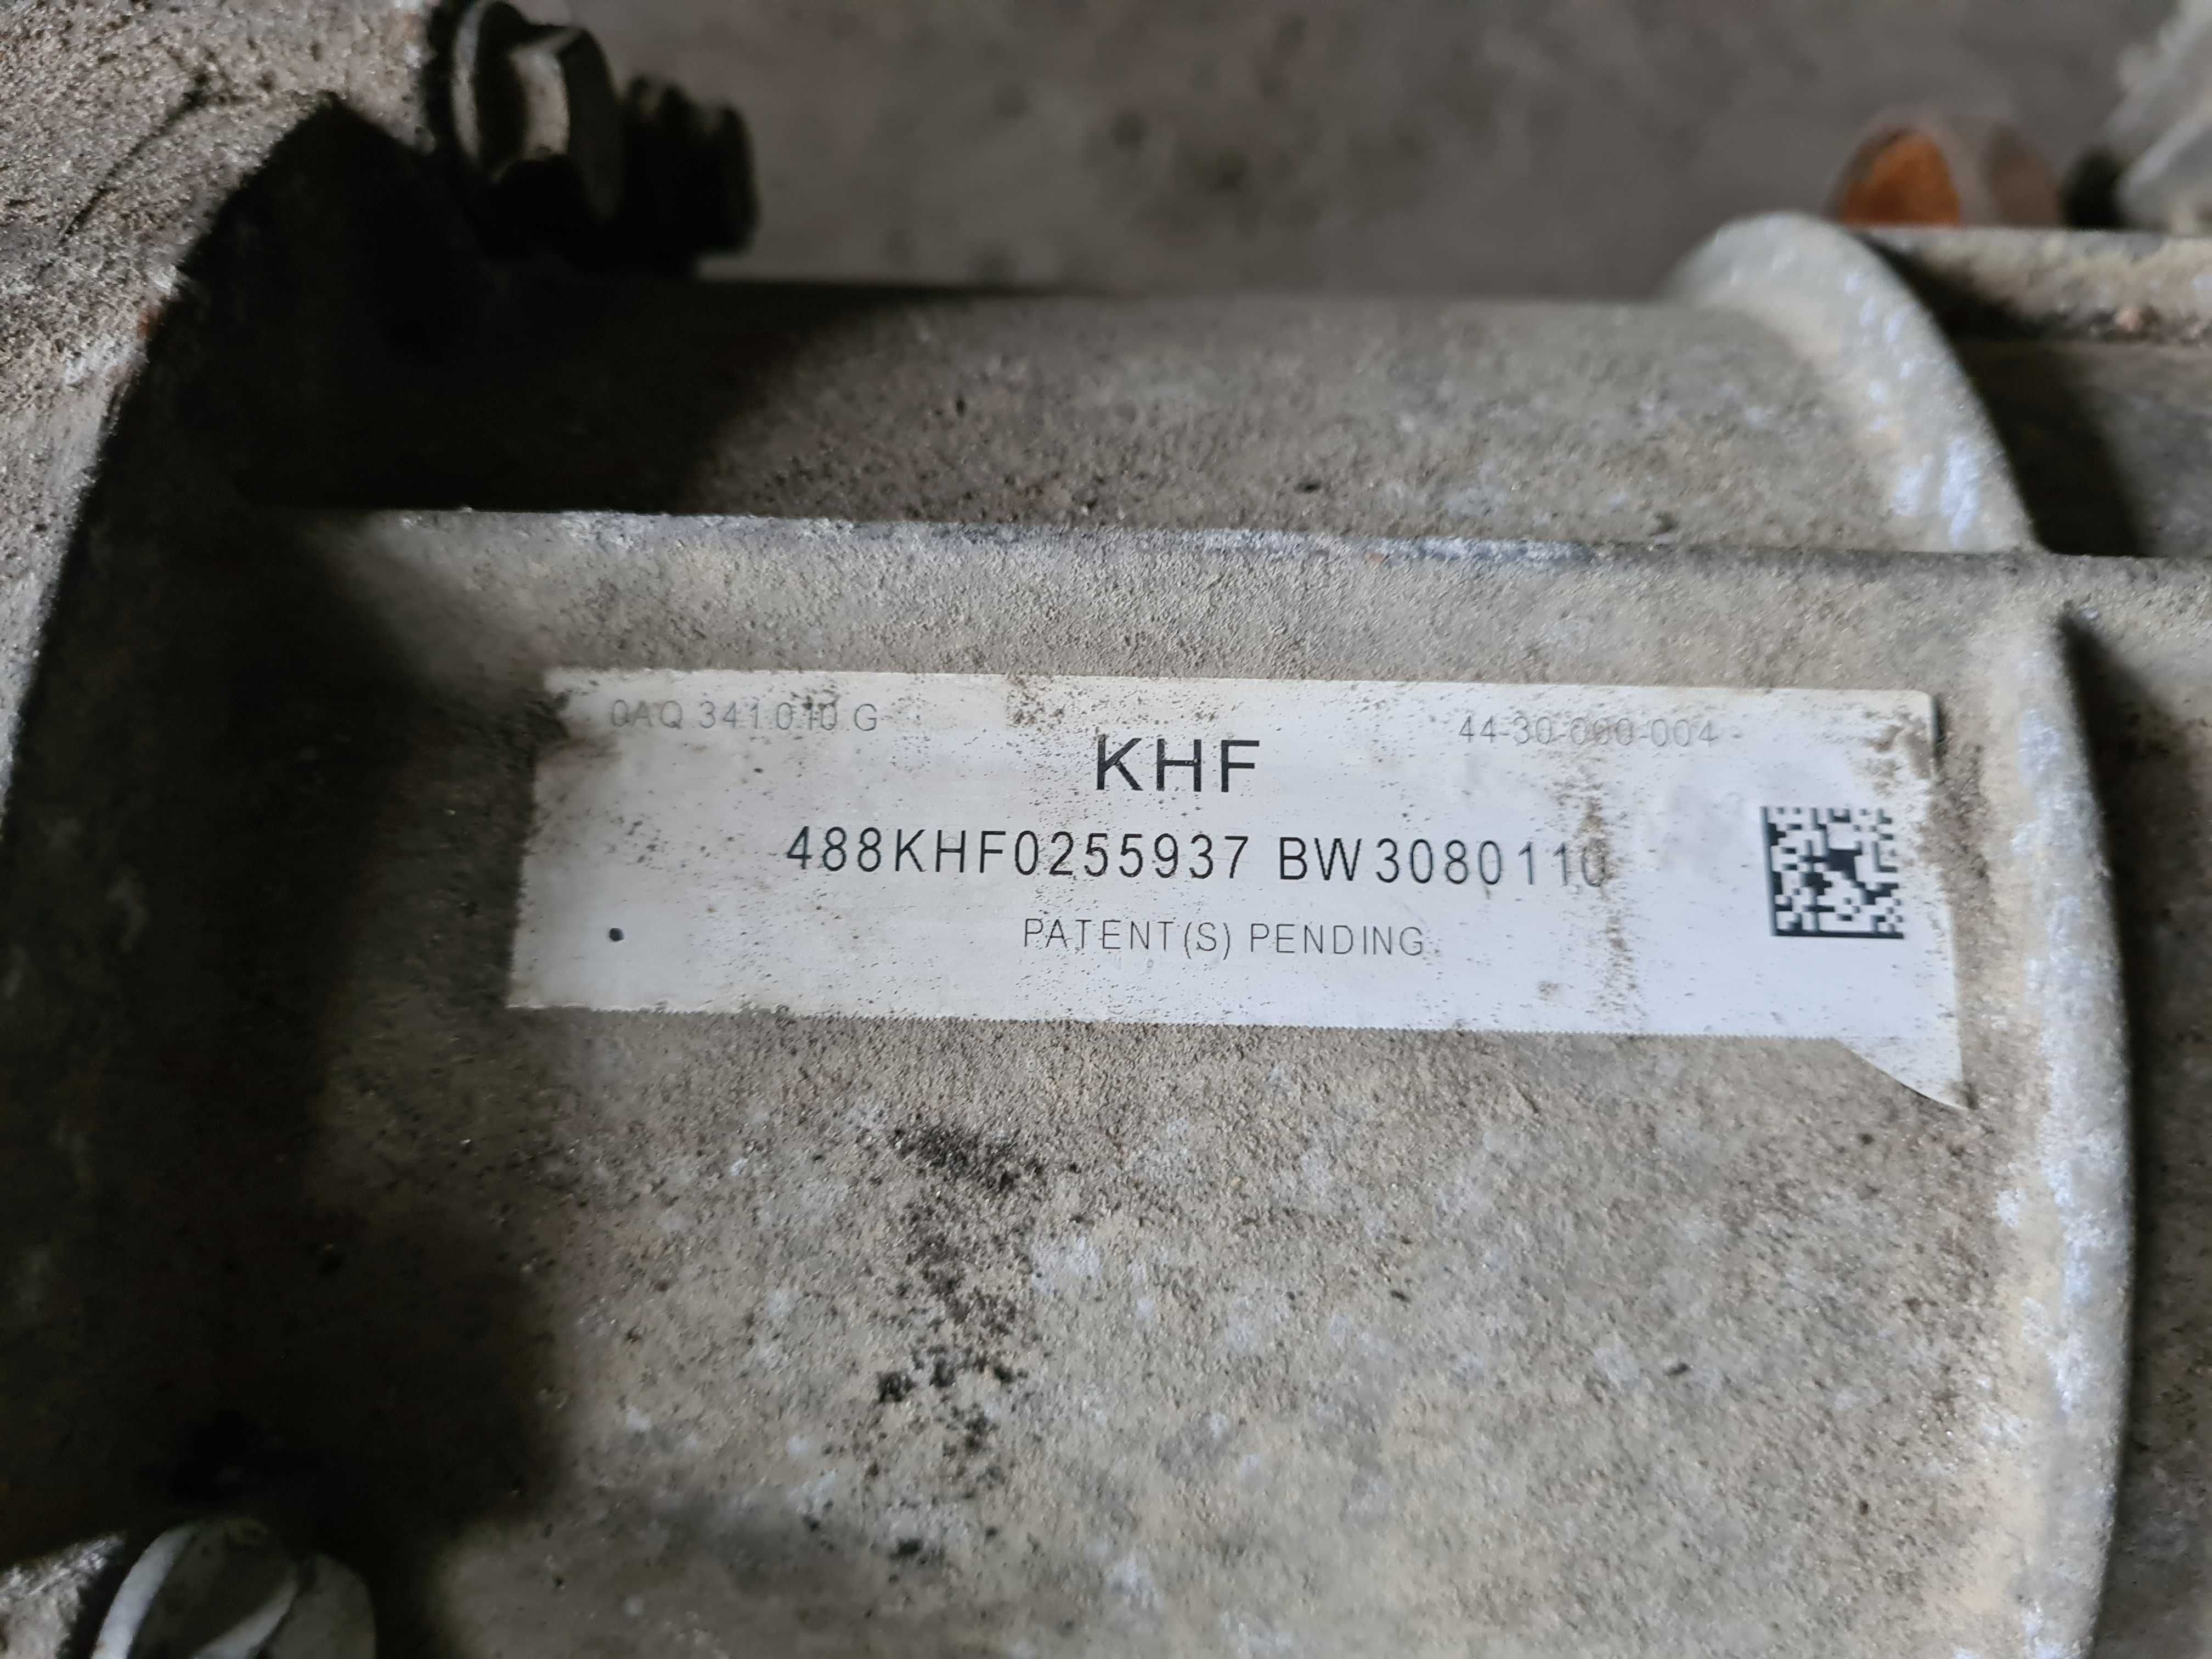 0AQ 341 010 G
44-30-000-004
KHF
488KHF0255937 BW3080110
PATENT(S) PENDING